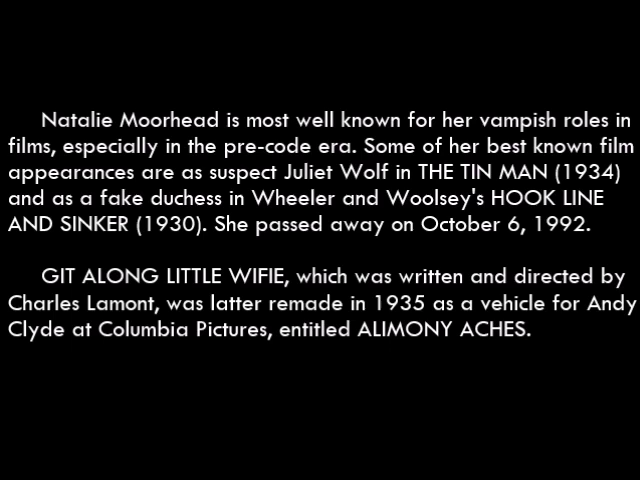 Natalie Moorhead is most well known for her vampish roles in
films, especially in the pre-code era. Some of her best known film
appearances are as suspect Juliet Wolf in THE TIN MAN (1934)
and as a fake duchess in Wheeler and Woolsey's HOOK LINE
AND SINKER (1930). She passed away on October 6, 1992.
GIT ALONG LITTLE WIFIE, which was written and directed by
Charles Lamont, was latter remade in 1935 as a vehicle for Andy
Clyde at Columbia Pictures, entitled ALIMONY ACHES.